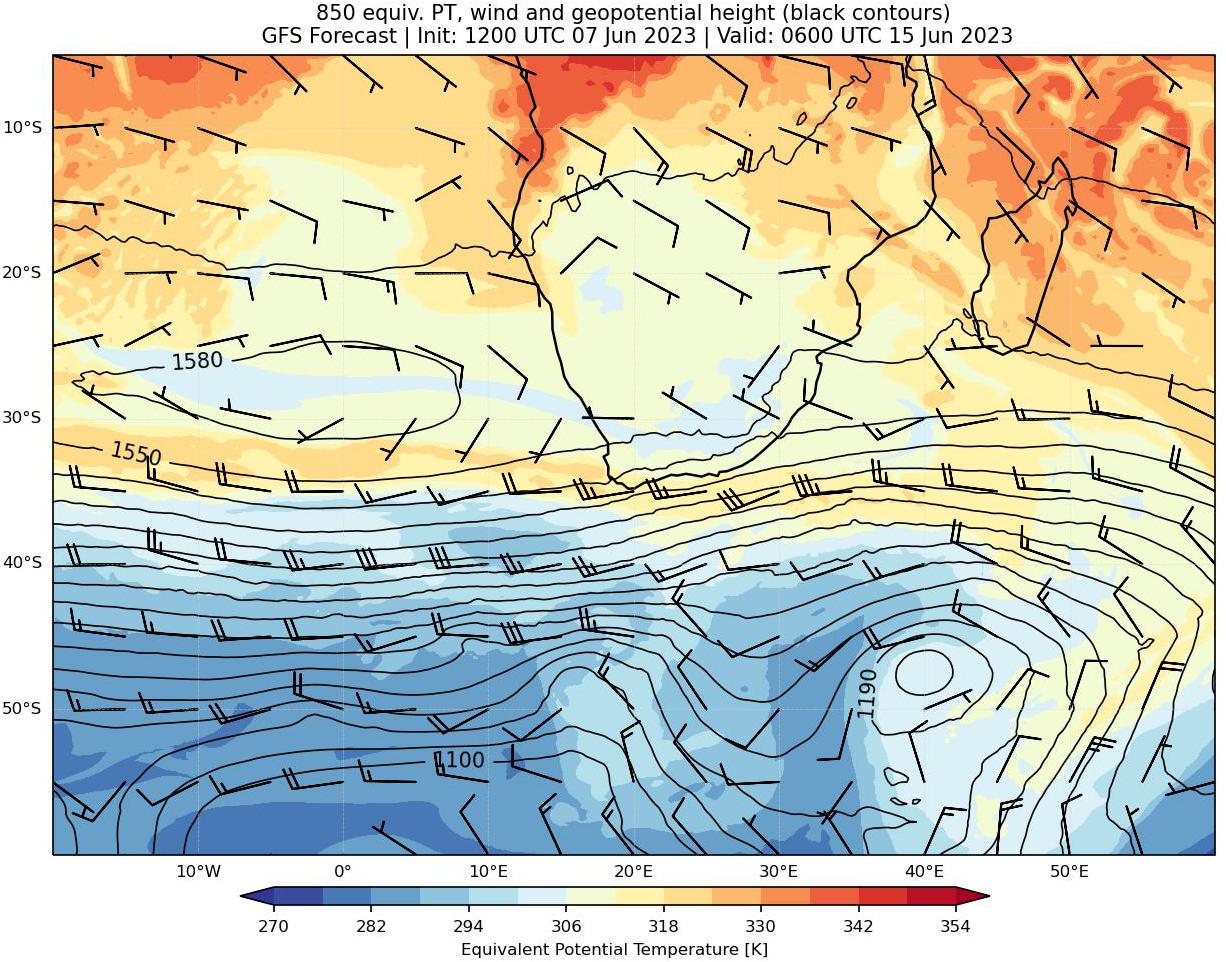 850 equiv. PT, wind and geopotential height (black contours)
GFS Forecast | Init: 1200 UTC 07 Jun 2023 | Valid: 0600 UTC 15 Jun 2023
10°S
20°S
1580
30°S
1550
40°S
1190
50°S
1100
10°W 0° 10°E 20°E 30°E 40°E 50°E
270 282 294 306 318 330 342 354
Equivalent Potential Temperature [K]